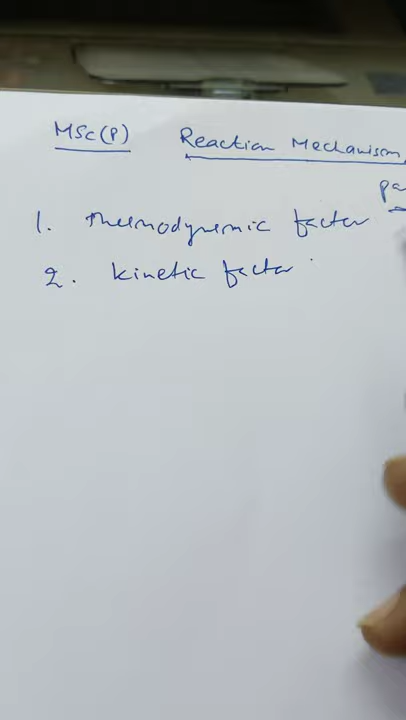 MSc(P) Reaction Mechanism
1. Thermodynamic factor
2. Kinetic factor